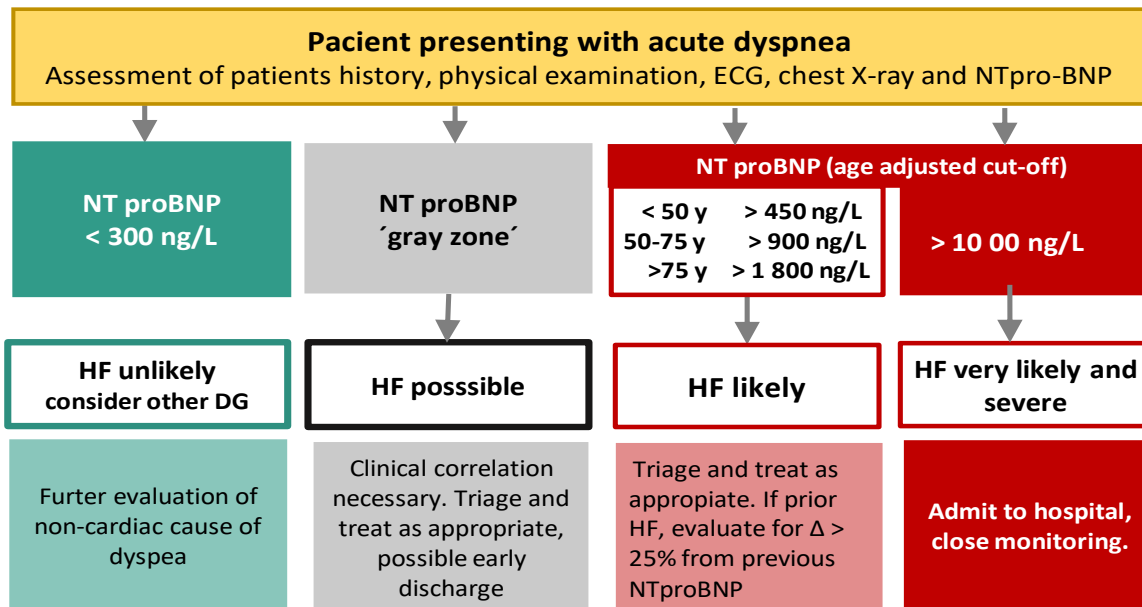 Pacient presenting with acute dyspnea
Assessment of patients history, physical examination, ECG, chest X-ray and NTpro-BNP
NT proBNP
< 300 ng/L
NT proBNP
´gray zone´
NT proBNP (age adjusted cut-off)
< 50 y > 450 ng/L
50-75 y > 900 ng/L
>75 y > 1 800 ng/L
> 10 00 ng/L
HF unlikely
consider other DG
HF posssible
HF likely
HF very likely and
severe
Furter evaluation of
non-cardiac cause of
dyspea
Clinical correlation
necessary. Triage and
treat as appropriate,
possible early
discharge
Triage and treat as
appropiate. If prior
HF, evaluate for Δ >
25% from previous
NTproBNP
Admit to hospital,
close monitoring.